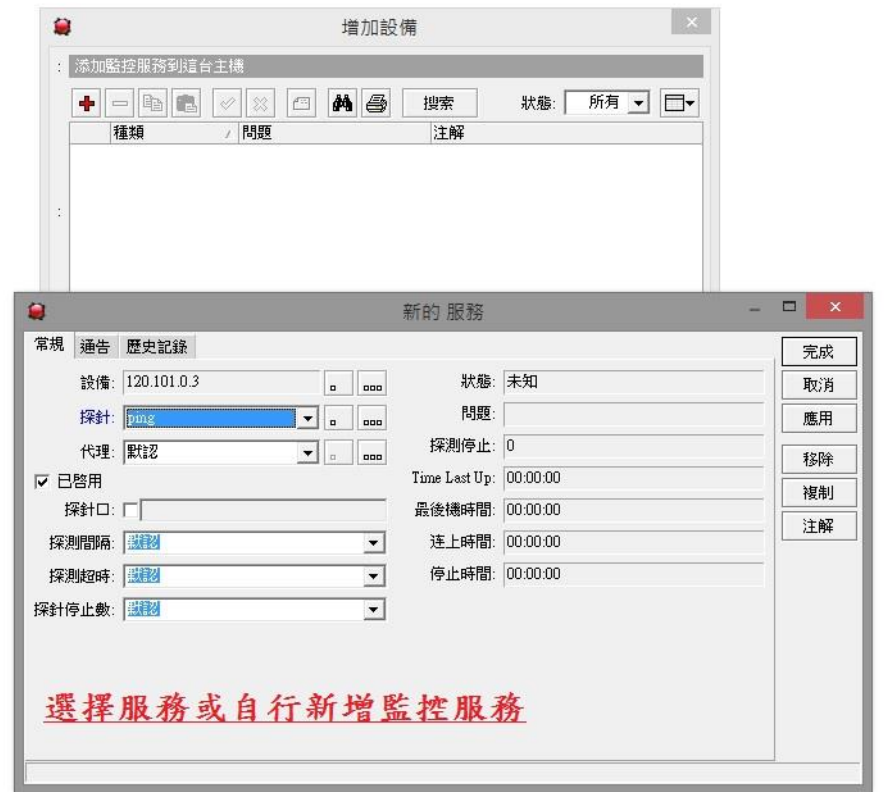 增加設備
添加監控服務到這台主機
搜索 狀態: 所有
種類 / 問題 注解
新的 服務
常規 通告 歷史記錄
完成
設備: 120.101.0.3 狀態: 未知
取消
探針: ping 問題:
應用
代理: 默認 探測停止: 0
移除
已啓用 Time Last Up: 00:00:00
複制
探針口: 最後機時間: 00:00:00
注解
探測間隔: 默認 连上時間: 00:00:00
探測超時: 默認 停止時間: 00:00:00
探針停止數: 默認
選擇服務或自行新增監控服務